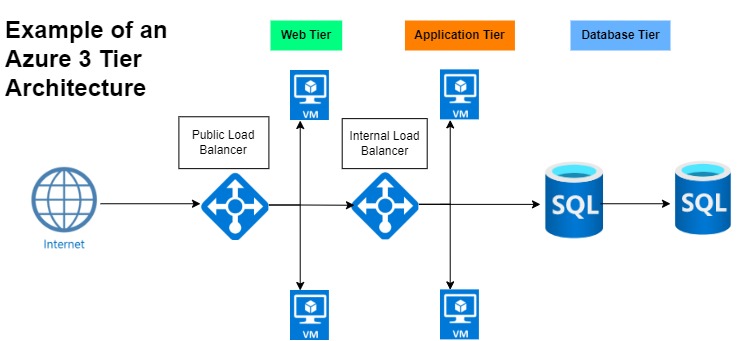 Example of an
Azure 3 Tier
Architecture
Web Tier
Application Tier
Database Tier
VM
VM
Public Load
Balancer
Internal Load
Balancer
Internet
SQL
SQL
VM
VM